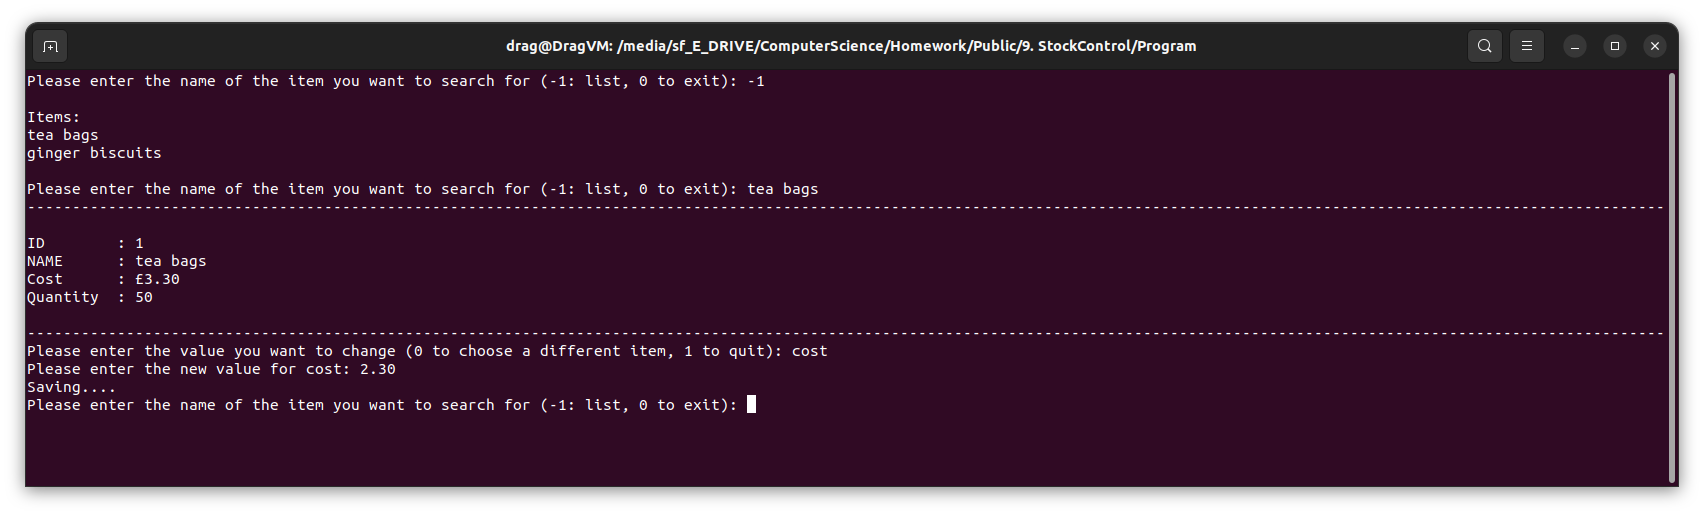 drag@DragVM: /media/sf_E_DRIVE/ComputerScience/Homework/Public/9. StockControl/Program
Please enter the name of the item you want to search for (-1: list, 0 to exit): -1
Items:
tea bags
ginger biscuits
Please enter the name of the item you want to search for (-1: list, 0 to exit): tea bags
--------------------------------------------------------------------------------------------------------------------------------------------------------------------------------------
ID        : 1
NAME      : tea bags
Cost      : £3.30
Quantity  : 50
--------------------------------------------------------------------------------------------------------------------------------------------------------------------------------------
Please enter the value you want to change (0 to choose a different item, 1 to quit): cost
Please enter the new value for cost: 2.30
Saving....
Please enter the name of the item you want to search for (-1: list, 0 to exit):